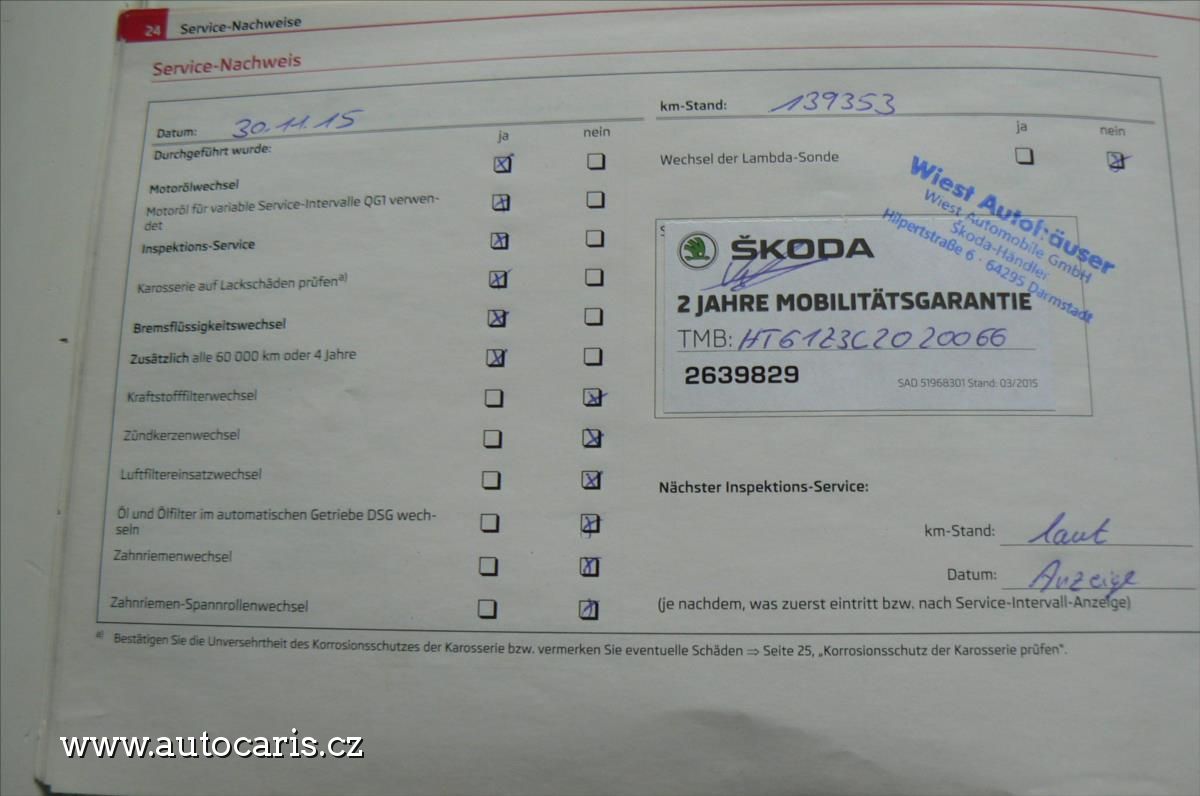 24 Service-Nachweise
Service-Nachweis
Datum: 30.11.15
ja nein
Durchgeführt wurde:
Motorölwechsel
Motoröl für variable Service-Intervalle QG1 verwen-
det
Inspektions-Service
Karosserie auf Lackschäden prüfen a)
Bremsflüssigkeitswechsel
Zusätzlich alle 60 000 km oder 4 Jahre
Kraftstofffilterwechsel
Zündkerzenwechsel
Luftfiltereinsatzwechsel
Öl und Ölfilter im automatischen Getriebe DSG wech-
seln
Zahnriemenwechsel
Zahnriemen-Spannrollenwechsel
km-Stand: 139353
ja nein
Wechsel der Lambda-Sonde
Wiest Autohäuser
Wiest Automobile GmbH
Škoda-Händler
Hilpertstraße 6 · 64295 Darmstadt
ŠKODA
2 JAHRE MOBILITÄTSGARANTIE
TMB: HT61Z3C2020066
2639829
SAD 51968301 Stand: 03/2015
Nächster Inspektions-Service:
km-Stand: laut
Datum: Anzeige
(je nachdem, was zuerst eintritt bzw. nach Service-Intervall-Anzeige)
a) Bestätigen Sie die Unversehrtheit des Korrosionsschutzes der Karosserie bzw. vermerken Sie eventuelle Schäden ⇒ Seite 25, „Korrosionsschutz der Karosserie prüfen“.
www.autocaris.cz